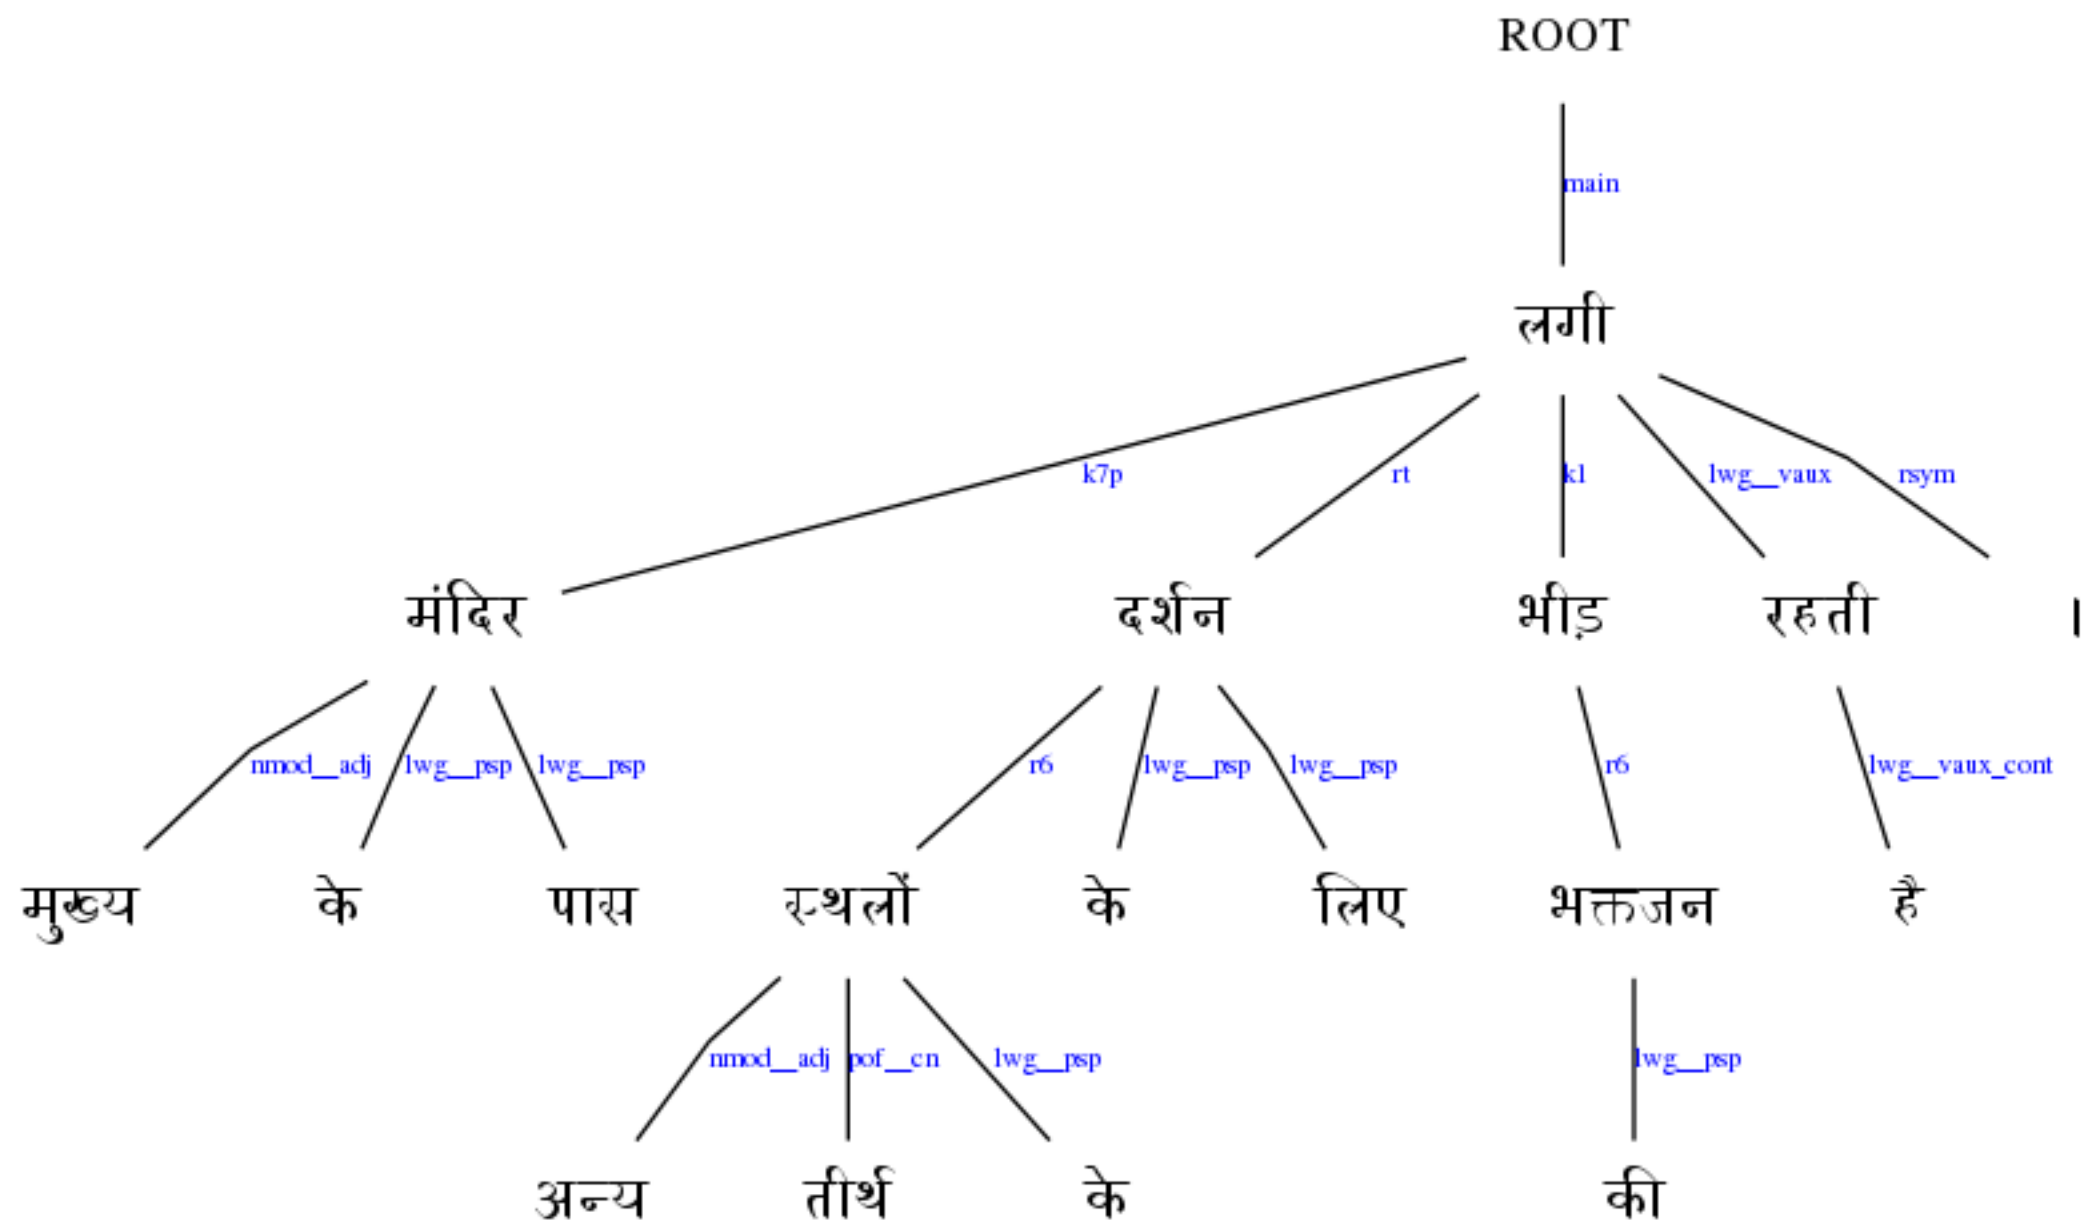 ROOT
main
लगी
k7p rt k1 lwg__vaux rsym
मंदिर दर्शन भीड़ रहती ।
nmod__adj lwg__psp lwg__psp r6 lwg__psp lwg__psp r6 lwg__vaux_cont
मुख्य के पास स्थलों के लिए भक्तजन है
nmod__adj pof__cn lwg__psp lwg__psp
अन्य तीर्थ के की